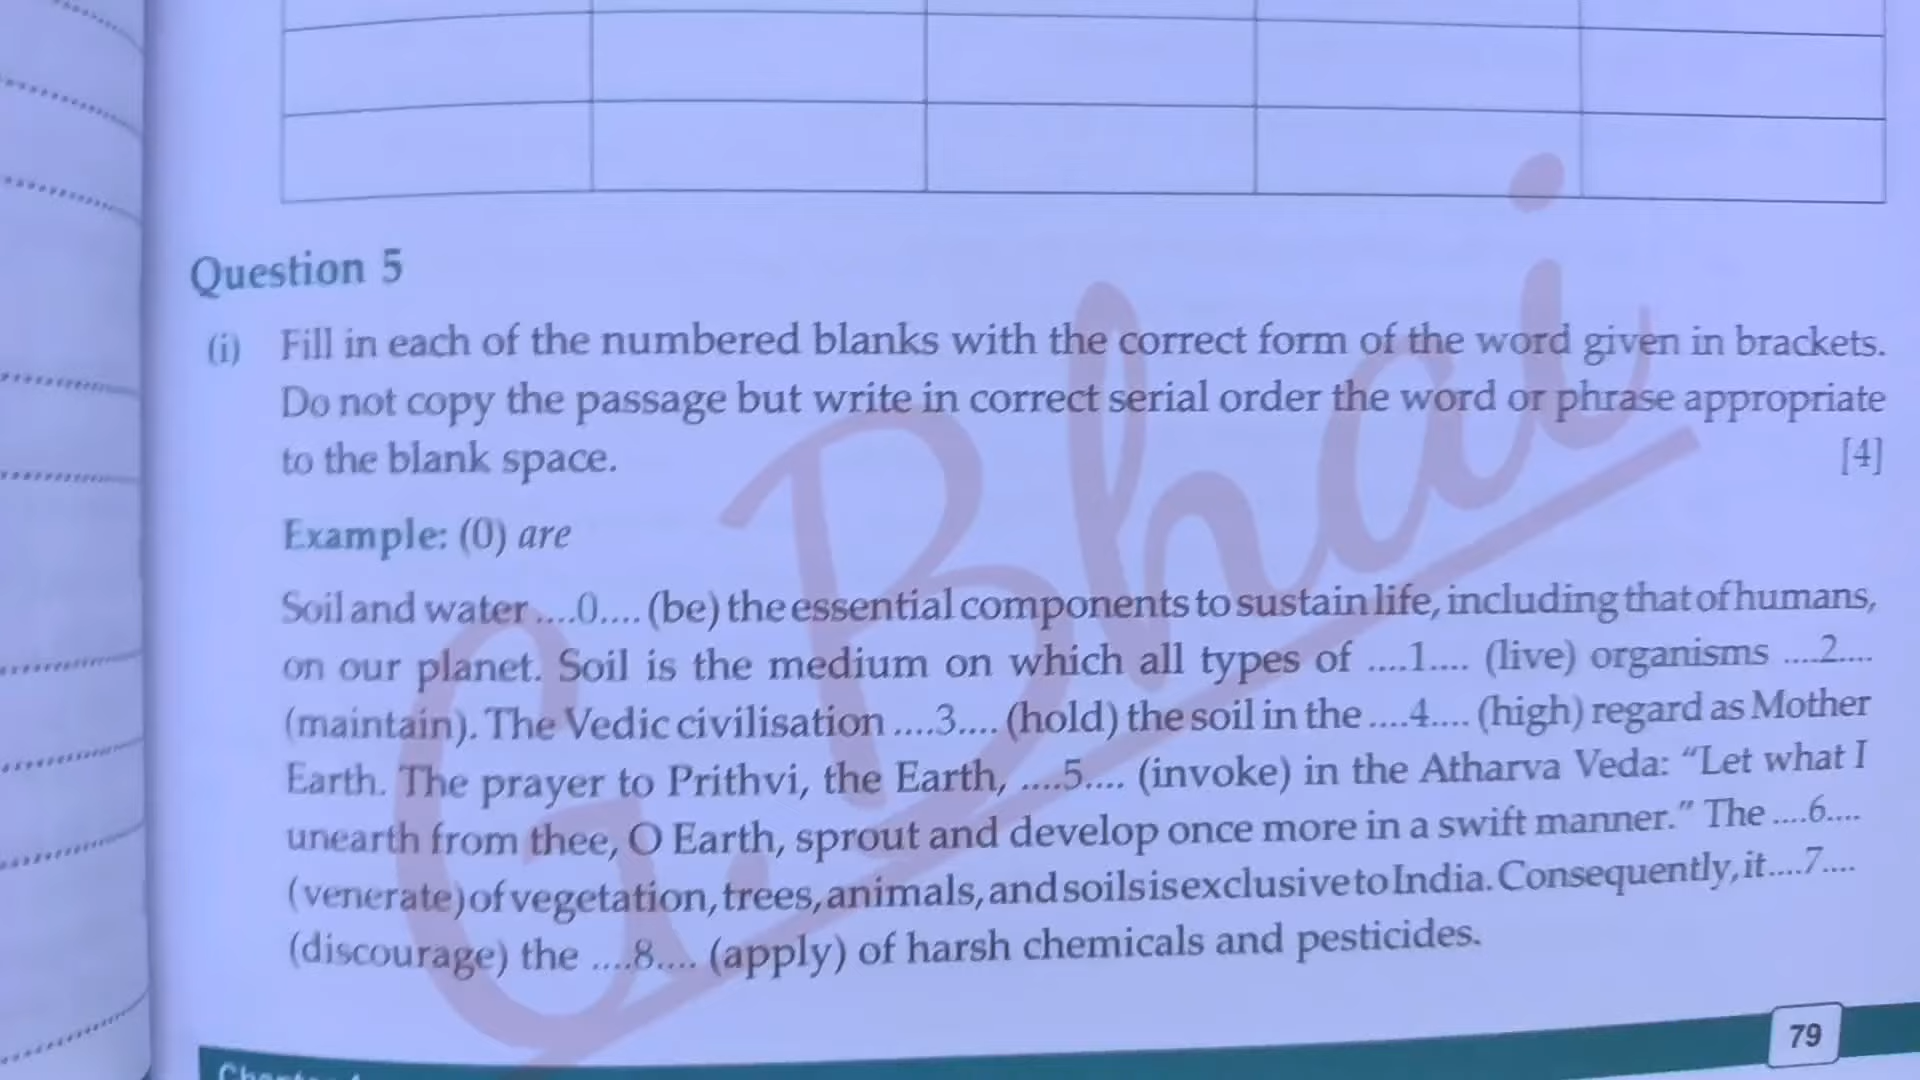 Question 5
(i) Fill in each of the numbered blanks with the correct form of the word given in brackets.
Do not copy the passage but write in correct serial order the word or phrase appropriate
to the blank space. [4]
Example: (0) are
Soil and water ....0.... (be) the essential components to sustain life, including that of humans,
on our planet. Soil is the medium on which all types of ....1.... (live) organisms ....2....
(maintain). The Vedic civilisation ....3.... (hold) the soil in the ....4.... (high) regard as Mother
Earth. The prayer to Prithvi, the Earth, ....5.... (invoke) in the Atharva Veda: “Let what I
unearth from thee, O Earth, sprout and develop once more in a swift manner.” The ....6....
(venerate) of vegetation, trees, animals, and soils is exclusive to India. Consequently, it....7....
(discourage) the ....8.... (apply) of harsh chemicals and pesticides.
G.Bhai
79